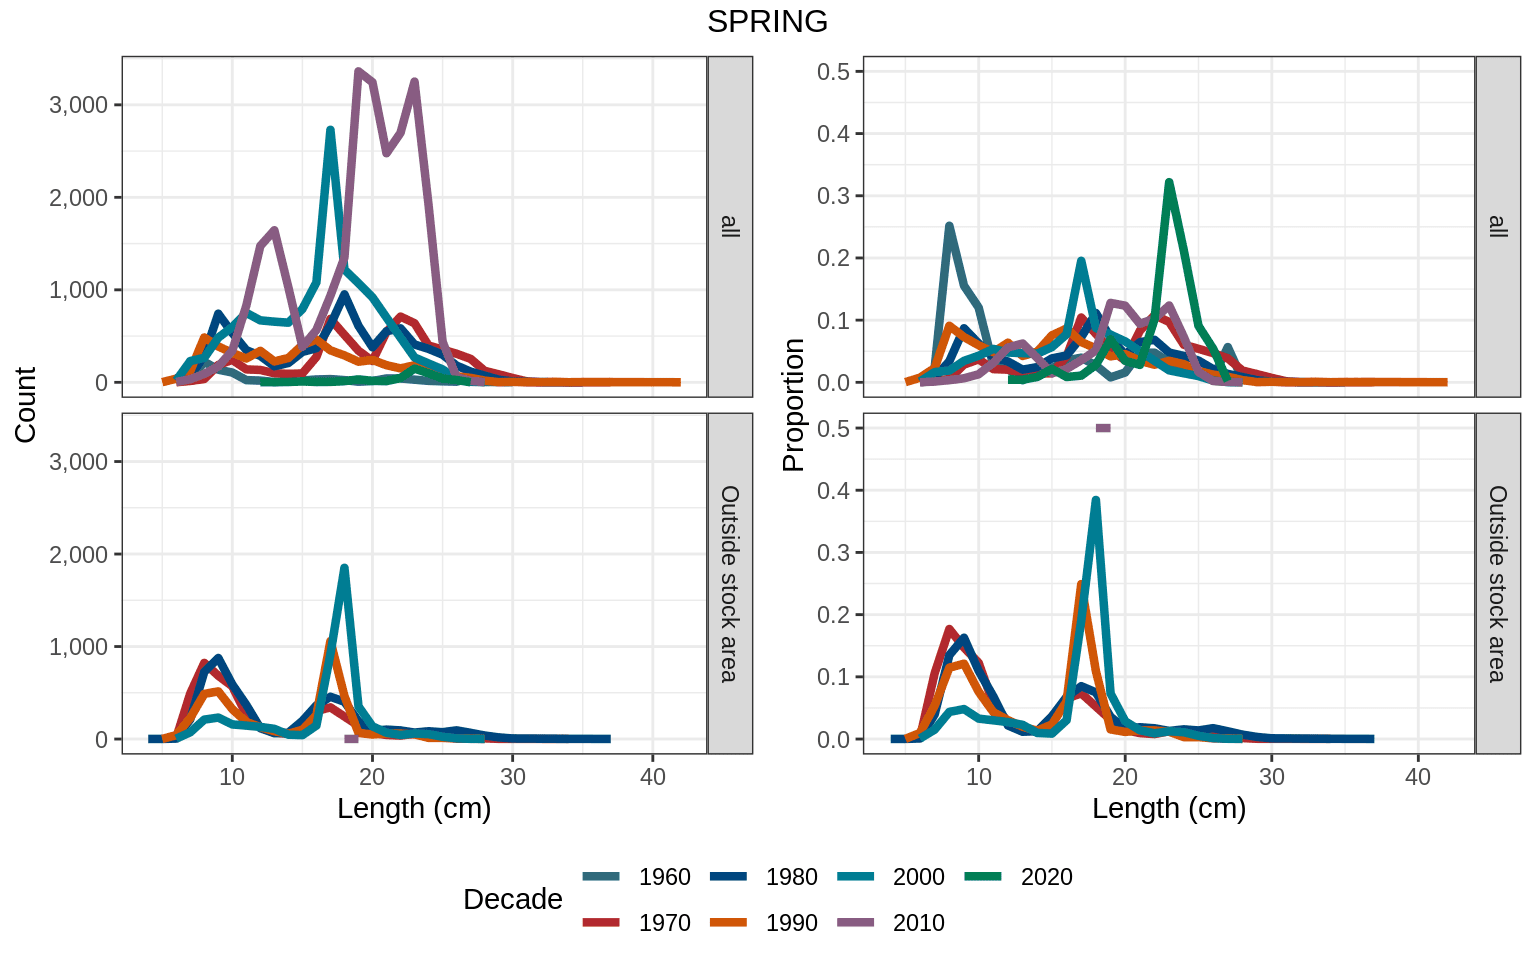 SPRING
Count
3,000
2,000
1,000
0
all
3,000
2,000
1,000
0
Outside stock area
10 20 30 40
Length (cm)
Proportion
0.5
0.4
0.3
0.2
0.1
0.0
all
0.5
0.4
0.3
0.2
0.1
0.0
Outside stock area
10 20 30 40
Length (cm)
Decade
1960 1980 2000 2020
1970 1990 2010